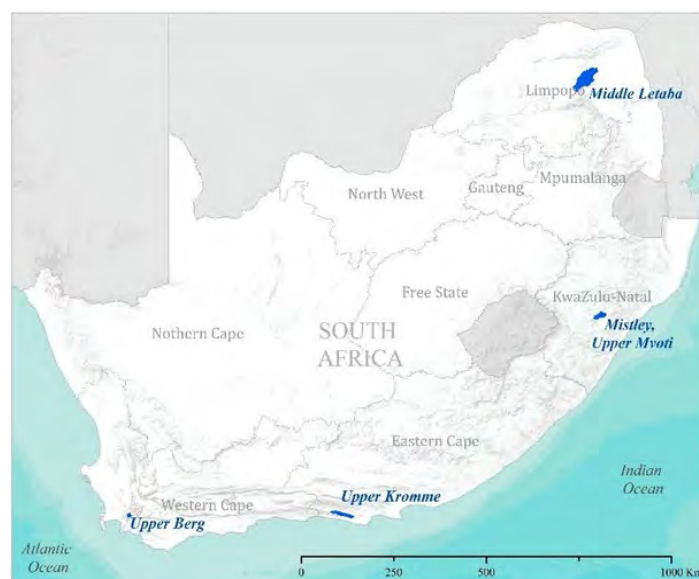 Limpopo
Middle Letaba
North West
Gauteng
Mpumalanga
Free State
KwaZulu-Natal
Nothern Cape
SOUTH
AFRICA
Mistley,
Upper Mvoti
Eastern Cape
Indian
Ocean
Upper Kromme
Western Cape
Upper Berg
Atlantic
Ocean
0 250 500 1000 Km